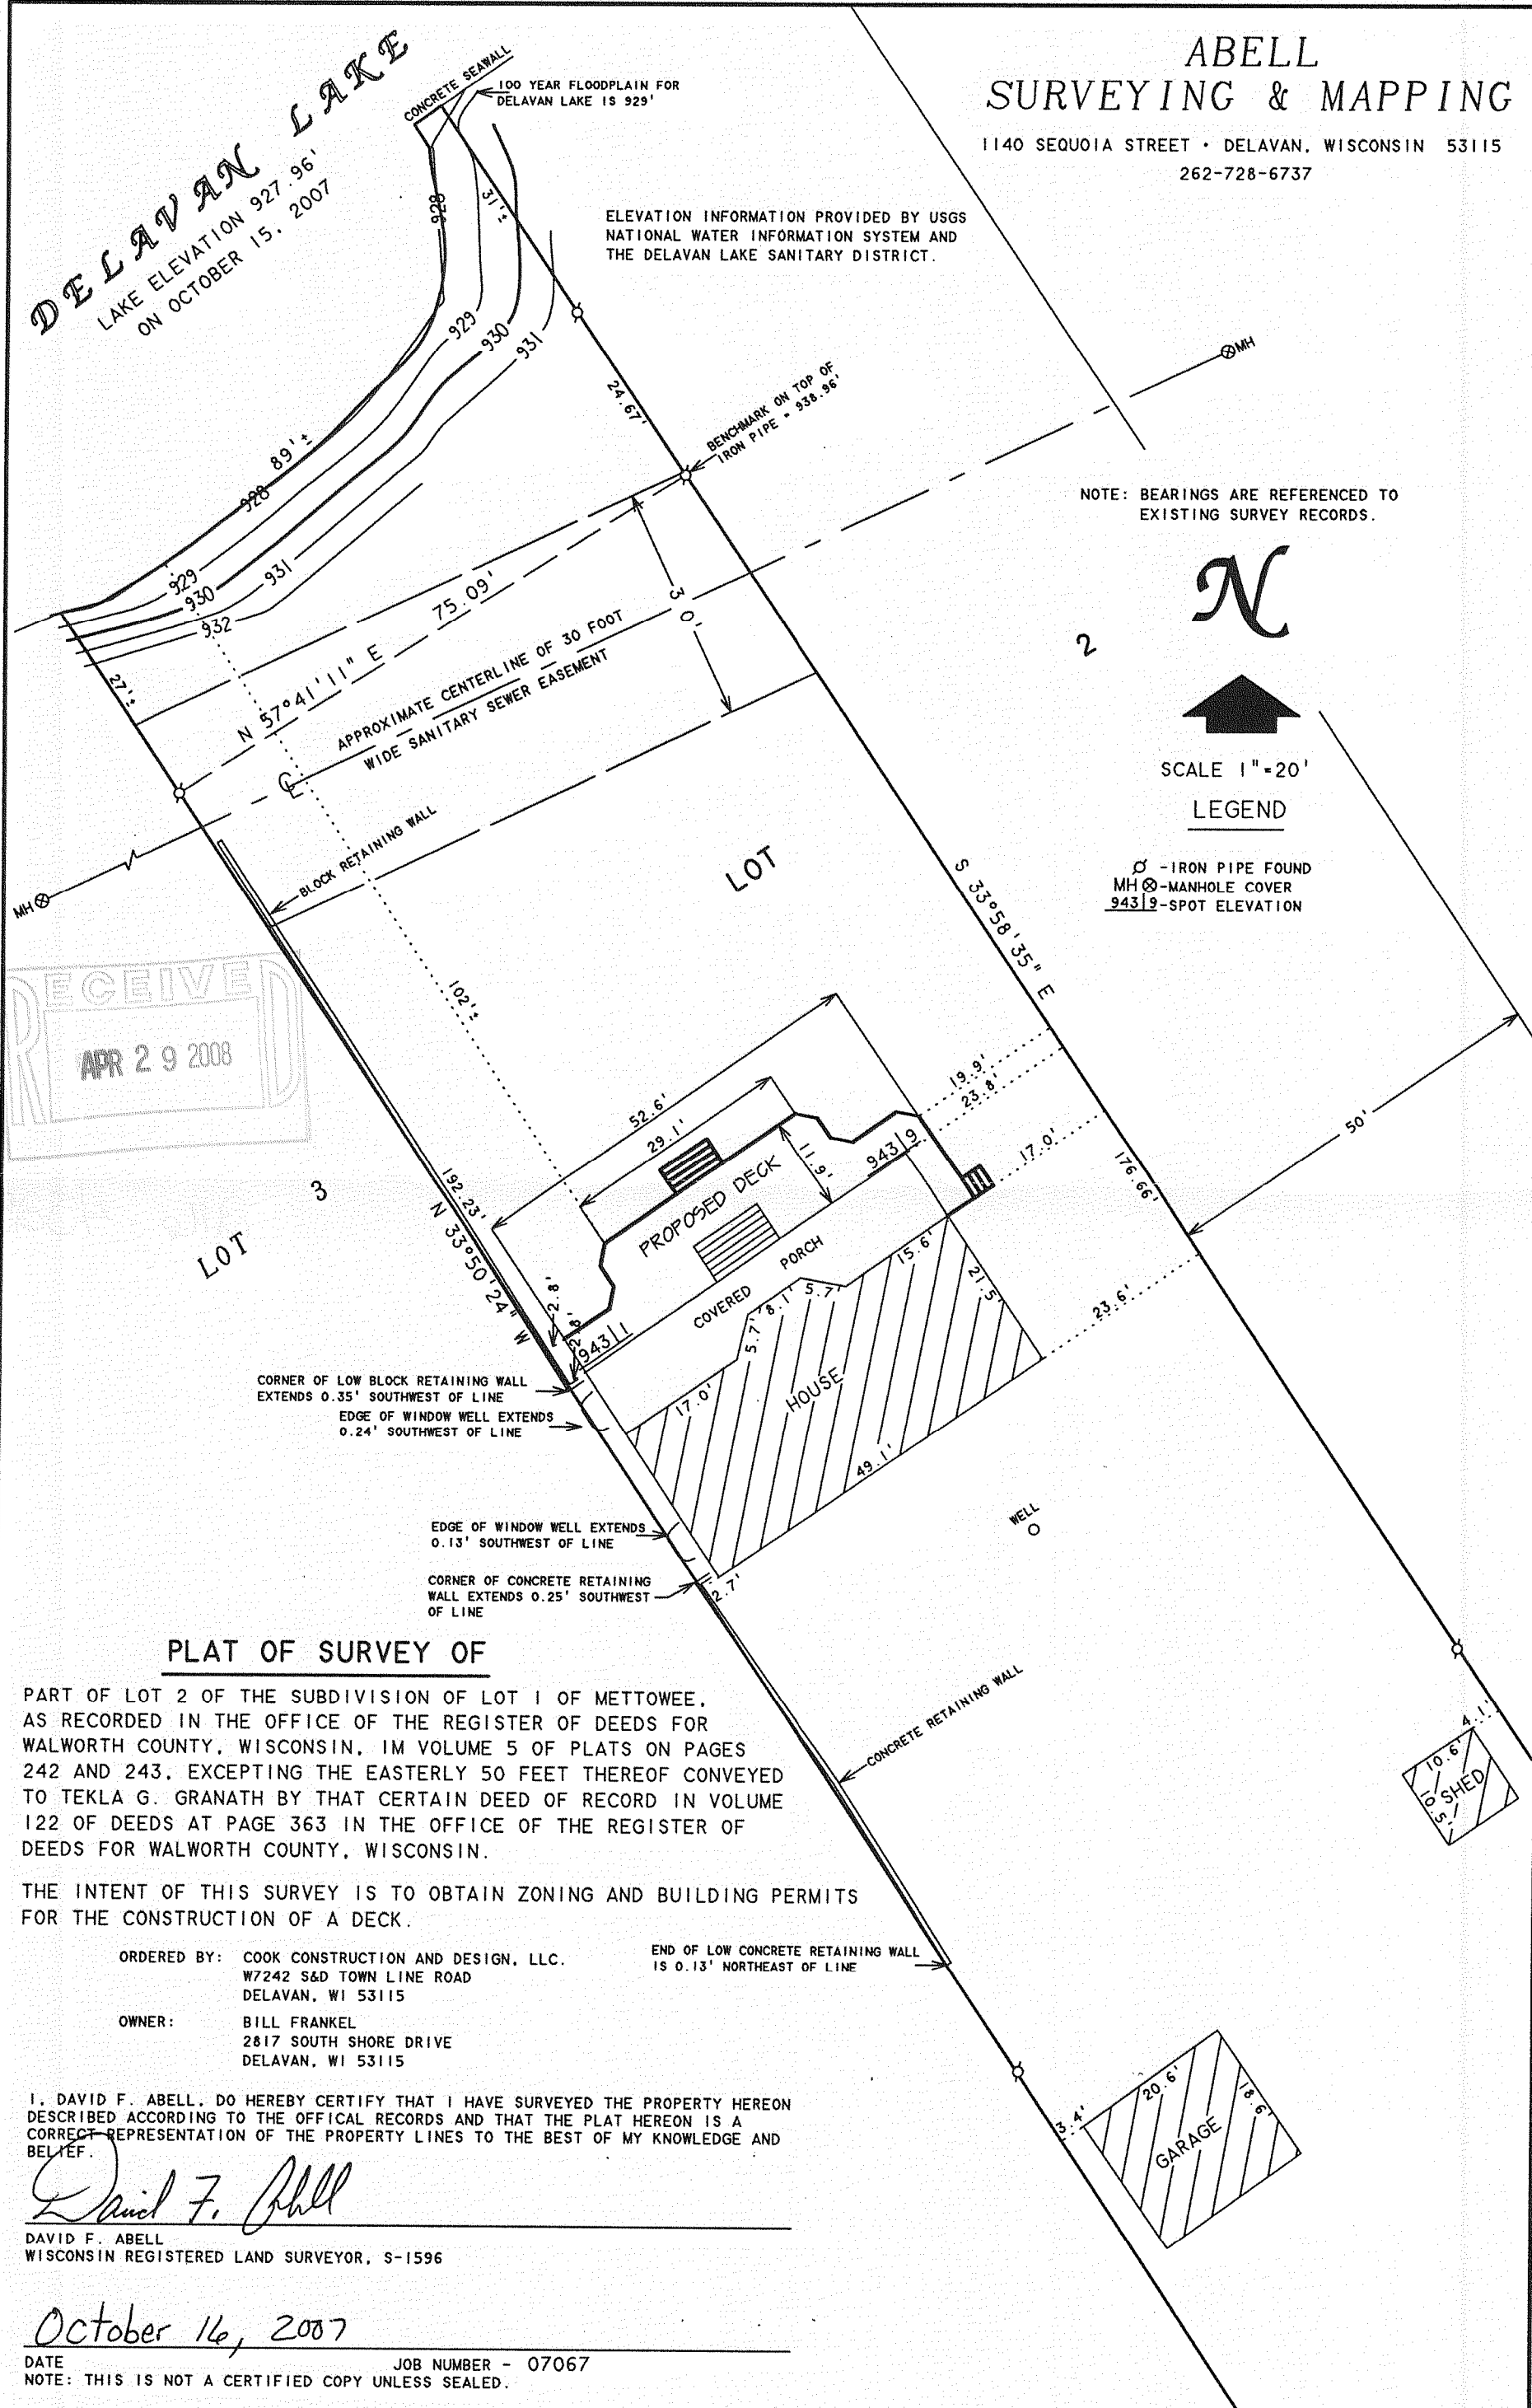 ABELL
SURVEYING & MAPPING
1140 SEQUOIA STREET • DELAVAN, WISCONSIN 53115
262-728-6737
DELAVAN LAKE
LAKE ELEVATION 927.96'
ON OCTOBER 15, 2007
CONCRETE SEAWALL
100 YEAR FLOODPLAIN FOR
DELAVAN LAKE IS 929'
ELEVATION INFORMATION PROVIDED BY USGS
NATIONAL WATER INFORMATION SYSTEM AND
THE DELAVAN LAKE SANITARY DISTRICT.
928
31'±
929
930
931
24.67'
BENCHMARK ON TOP OF
IRON PIPE = 938.96'
MH
89'±
928
929
930
931
932
27'±
75.09'
N 57°41'11" E
30'
APPROXIMATE CENTERLINE OF 30 FOOT
WIDE SANITARY SEWER EASEMENT
BLOCK RETAINING WALL
MH
NOTE: BEARINGS ARE REFERENCED TO
EXISTING SURVEY RECORDS.
N
2
SCALE 1"=20'
LEGEND
-IRON PIPE FOUND
MH ⊗-MANHOLE COVER
943|9-SPOT ELEVATION
LOT
S 33°58'35" E
RECEIVED
APR 29 2008
102'±
52.6'
29.1'
19.9'
23.8'
17.0'
176.66'
50'
11.9'
943|9
PROPOSED DECK
192.23'
N 33°50'24" W
LOT 3
2.8'
2.8'
943|1
COVERED PORCH
15.6'
5.7'
8.1'
5.7'
21.5'
23.6'
17.0'
HOUSE
49.1'
CORNER OF LOW BLOCK RETAINING WALL
EXTENDS 0.35' SOUTHWEST OF LINE
EDGE OF WINDOW WELL EXTENDS
0.24' SOUTHWEST OF LINE
EDGE OF WINDOW WELL EXTENDS
0.13' SOUTHWEST OF LINE
CORNER OF CONCRETE RETAINING
WALL EXTENDS 0.25' SOUTHWEST
OF LINE
2.7'
WELL
CONCRETE RETAINING WALL
4.1'
10.6'
10.5'
SHED
PLAT OF SURVEY OF
PART OF LOT 2 OF THE SUBDIVISION OF LOT 1 OF METTOWEE,
AS RECORDED IN THE OFFICE OF THE REGISTER OF DEEDS FOR
WALWORTH COUNTY, WISCONSIN, IM VOLUME 5 OF PLATS ON PAGES
242 AND 243, EXCEPTING THE EASTERLY 50 FEET THEREOF CONVEYED
TO TEKLA G. GRANATH BY THAT CERTAIN DEED OF RECORD IN VOLUME
122 OF DEEDS AT PAGE 363 IN THE OFFICE OF THE REGISTER OF
DEEDS FOR WALWORTH COUNTY, WISCONSIN.
THE INTENT OF THIS SURVEY IS TO OBTAIN ZONING AND BUILDING PERMITS
FOR THE CONSTRUCTION OF A DECK.
ORDERED BY: COOK CONSTRUCTION AND DESIGN, LLC.
W7242 S&D TOWN LINE ROAD
DELAVAN, WI 53115
OWNER: BILL FRANKEL
2817 SOUTH SHORE DRIVE
DELAVAN, WI 53115
END OF LOW CONCRETE RETAINING WALL
IS 0.13' NORTHEAST OF LINE
3.4'
20.6'
18.6'
GARAGE
I, DAVID F. ABELL, DO HEREBY CERTIFY THAT I HAVE SURVEYED THE PROPERTY HEREON
DESCRIBED ACCORDING TO THE OFFICAL RECORDS AND THAT THE PLAT HEREON IS A
CORRECT REPRESENTATION OF THE PROPERTY LINES TO THE BEST OF MY KNOWLEDGE AND
BELIEF.
David F. Abell
DAVID F. ABELL
WISCONSIN REGISTERED LAND SURVEYOR, S-1596
October 16, 2007
DATE JOB NUMBER - 07067
NOTE: THIS IS NOT A CERTIFIED COPY UNLESS SEALED.